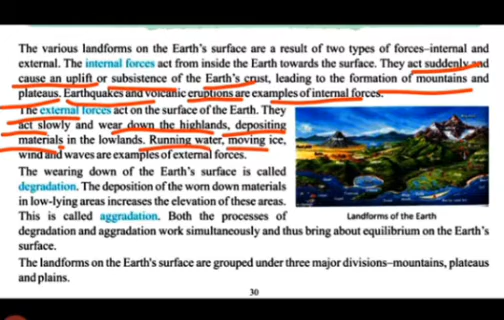 The various landforms on the Earth's surface are a result of two types of forces–internal and
external. The internal forces act from inside the Earth towards the surface. They act suddenly and
cause an uplift or subsistence of the Earth's crust, leading to the formation of mountains and
plateaus. Earthquakes and volcanic eruptions are examples of internal forces.
The external forces act on the surface of the Earth. They
act slowly and wear down the highlands, depositing
materials in the lowlands. Running water, moving ice,
wind and waves are examples of external forces.
The wearing down of the Earth's surface is called
degradation. The deposition of the worn down materials
in low-lying areas increases the elevation of these areas.
This is called aggradation. Both the processes of
Landforms of the Earth
degradation and aggradation work simultaneously and thus bring about equilibrium on the Earth's
surface.
The landforms on the Earth's surface are grouped under three major divisions–mountains, plateaus
and plains.
30